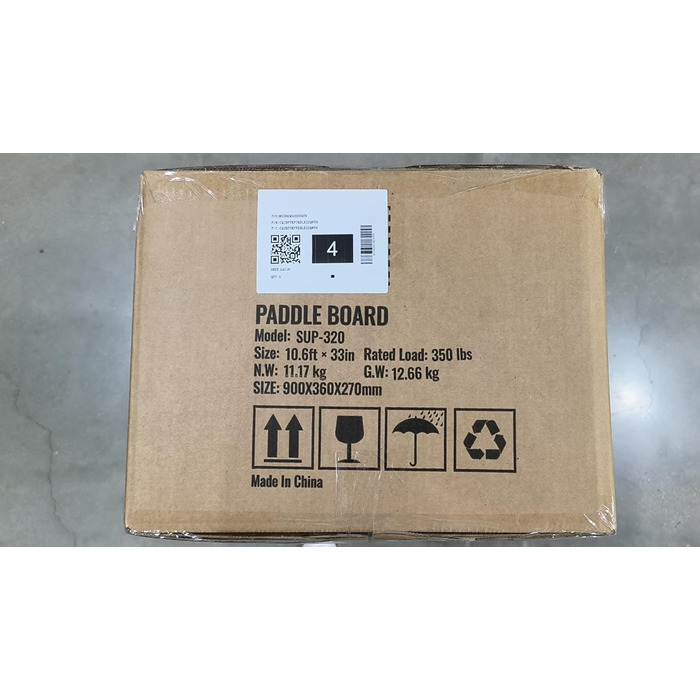 4
PADDLE BOARD
Model: SUP-320
Size: 10.6ft × 33in Rated Load: 350 lbs
N.W: 11.17 kg G.W: 12.66 kg
SIZE: 900X360X270mm
Made In China